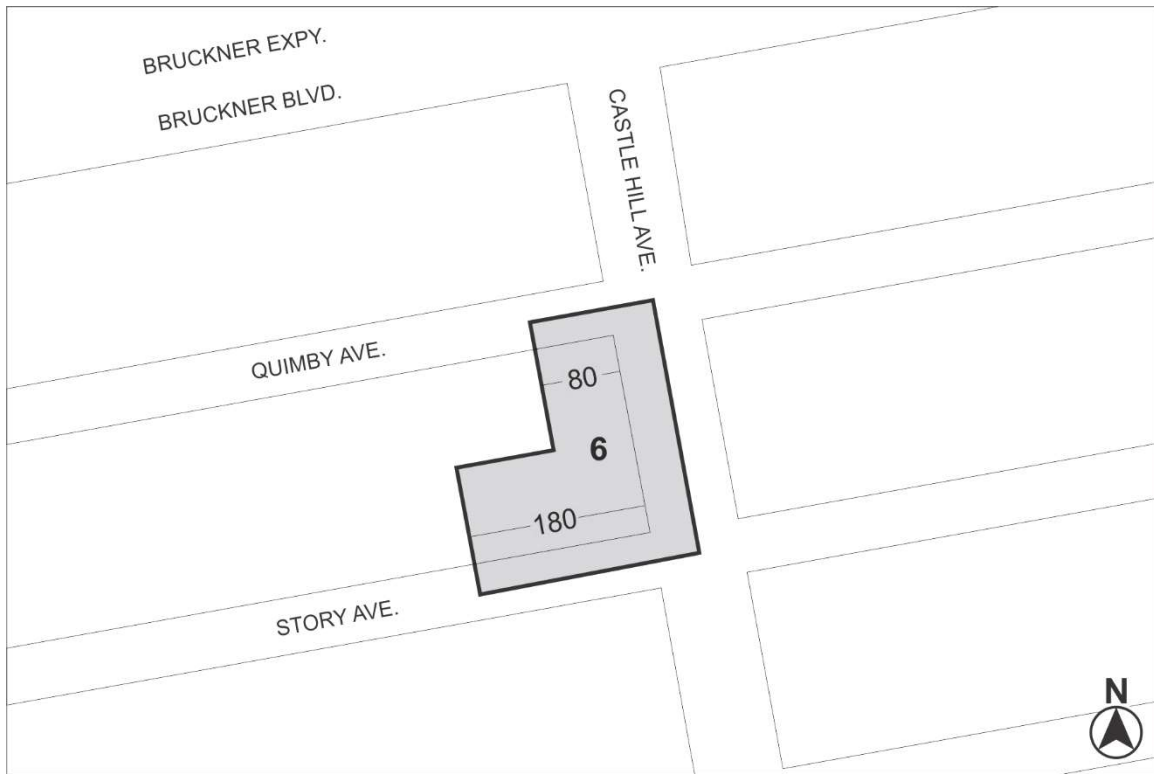 BRUCKNER EXPY.
BRUCKNER BLVD.
CASTLE HILL AVE.
QUIMBY AVE.
80
6
180
STORY AVE.
N